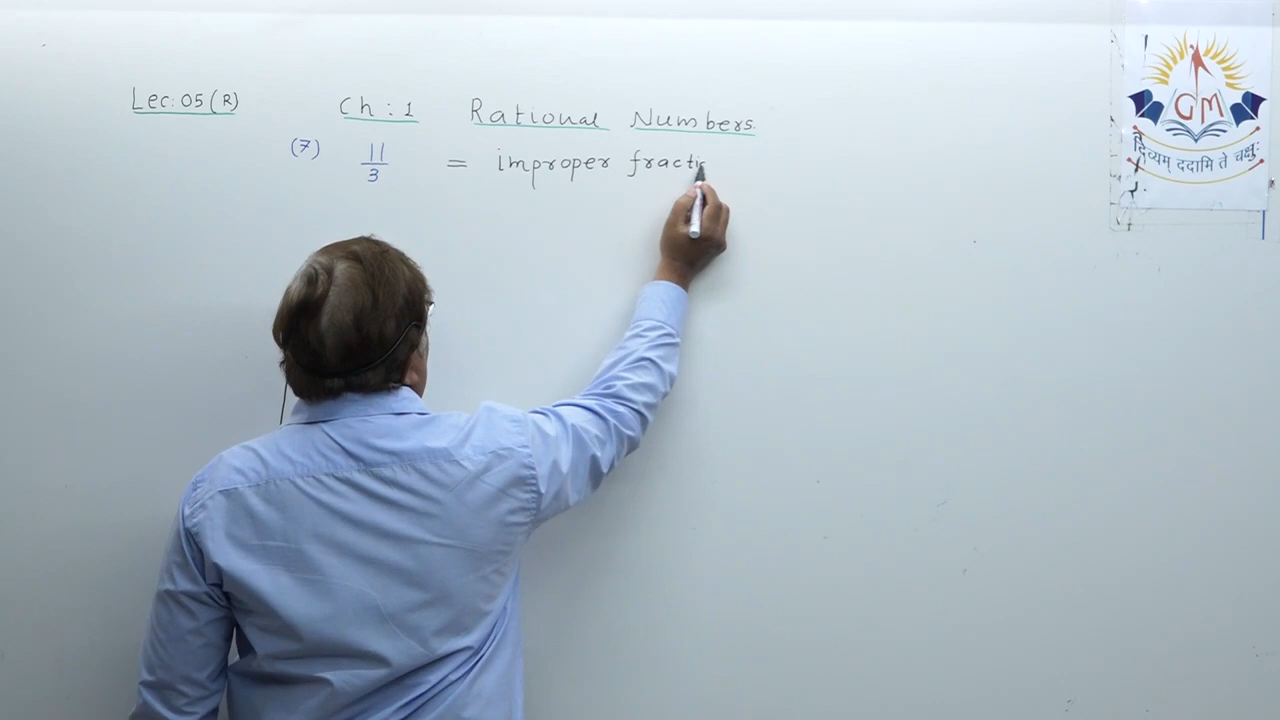 Lec: 05 (R) Ch : 1 Rational Numbers
(7) 11/3 = improper fracti
GM
दिव्यम् ददामि ते चक्षुः